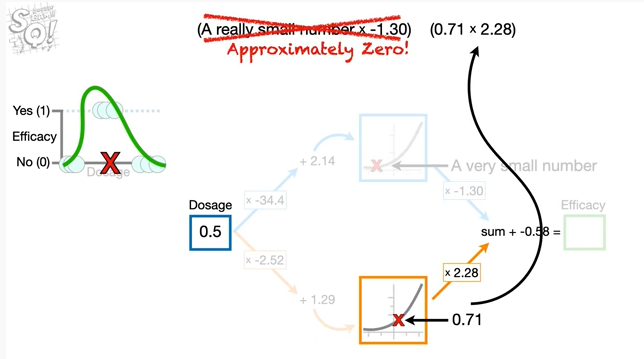 StatQuest
SQ!
(A really small number x -1.30) (0.71 x 2.28)
Approximately Zero!
Yes (1)
Efficacy
No (0)
Dosage
+ 2.14
A very small number
x -34.4
x -1.30
Dosage
Efficacy
0.5
sum + -0.58 =
x -2.52
x 2.28
+ 1.29
0.71